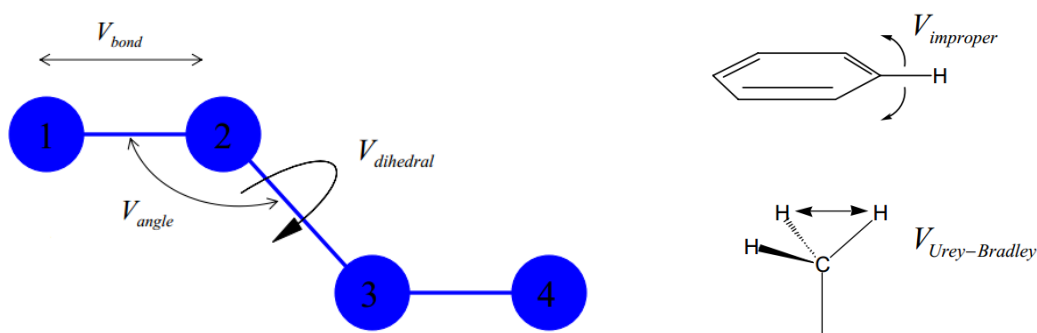 V_bond
1
2
V_dihedral
V_angle
3
4
V_improper
H
H
H
H
C
V_Urey–Bradley